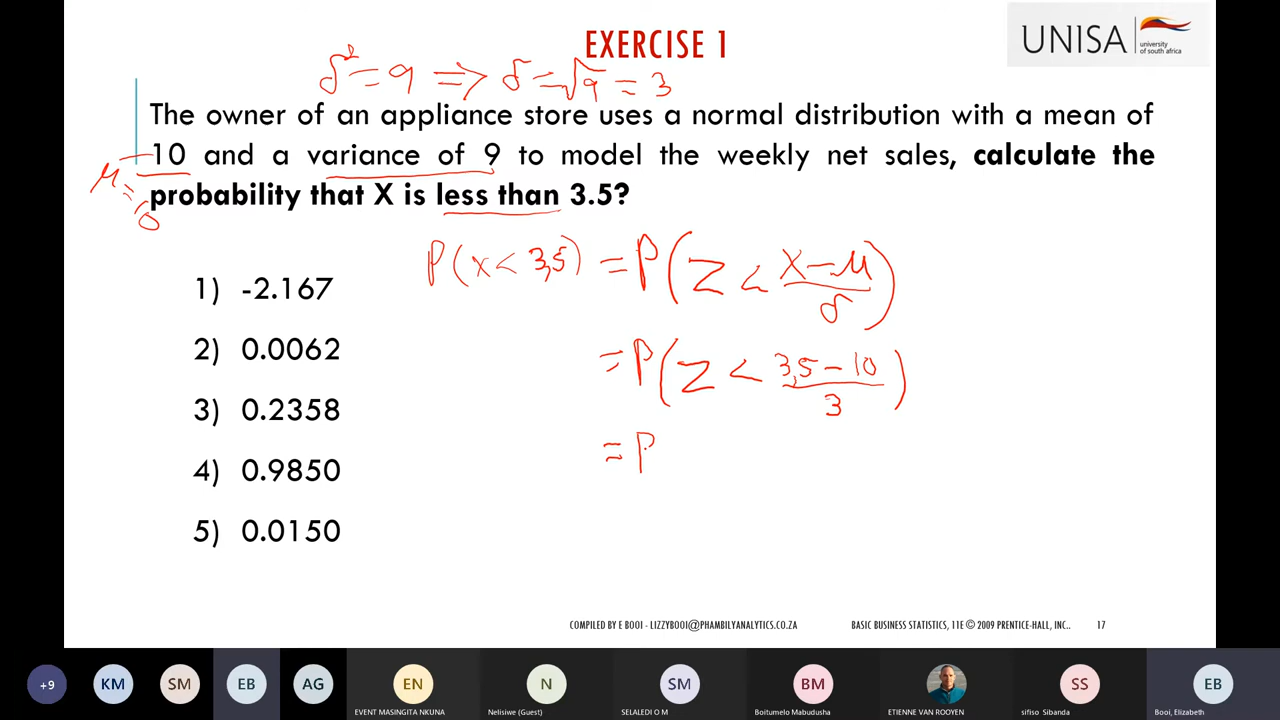 EXERCISE 1
UNISA university of south africa
δ² = 9 ⟹ δ = √9 = 3
The owner of an appliance store uses a normal distribution with a mean of
10 and a variance of 9 to model the weekly net sales, calculate the
probability that X is less than 3.5?
μ = 10
P(x < 3,5) = P(Z < (x − μ)/δ)
= P(Z < (3,5 − 10)/3)
= P
1) -2.167
2) 0.0062
3) 0.2358
4) 0.9850
5) 0.0150
COMPILED BY E BOOI - LIZZYBOOI@PHAMBILYANALYTICS.CO.ZA BASIC BUSINESS STATISTICS, 11E © 2009 PRENTICE-HALL, INC.. 17
+9 KM SM EB AG EN N SM BM SS EB
EVENT MASINGITA NKUNA Nelisiwe (Guest) SELALEDI O M Boitumelo Mabudusha ETIENNE VAN ROOYEN sifiso Sibanda Booi, Elizabeth